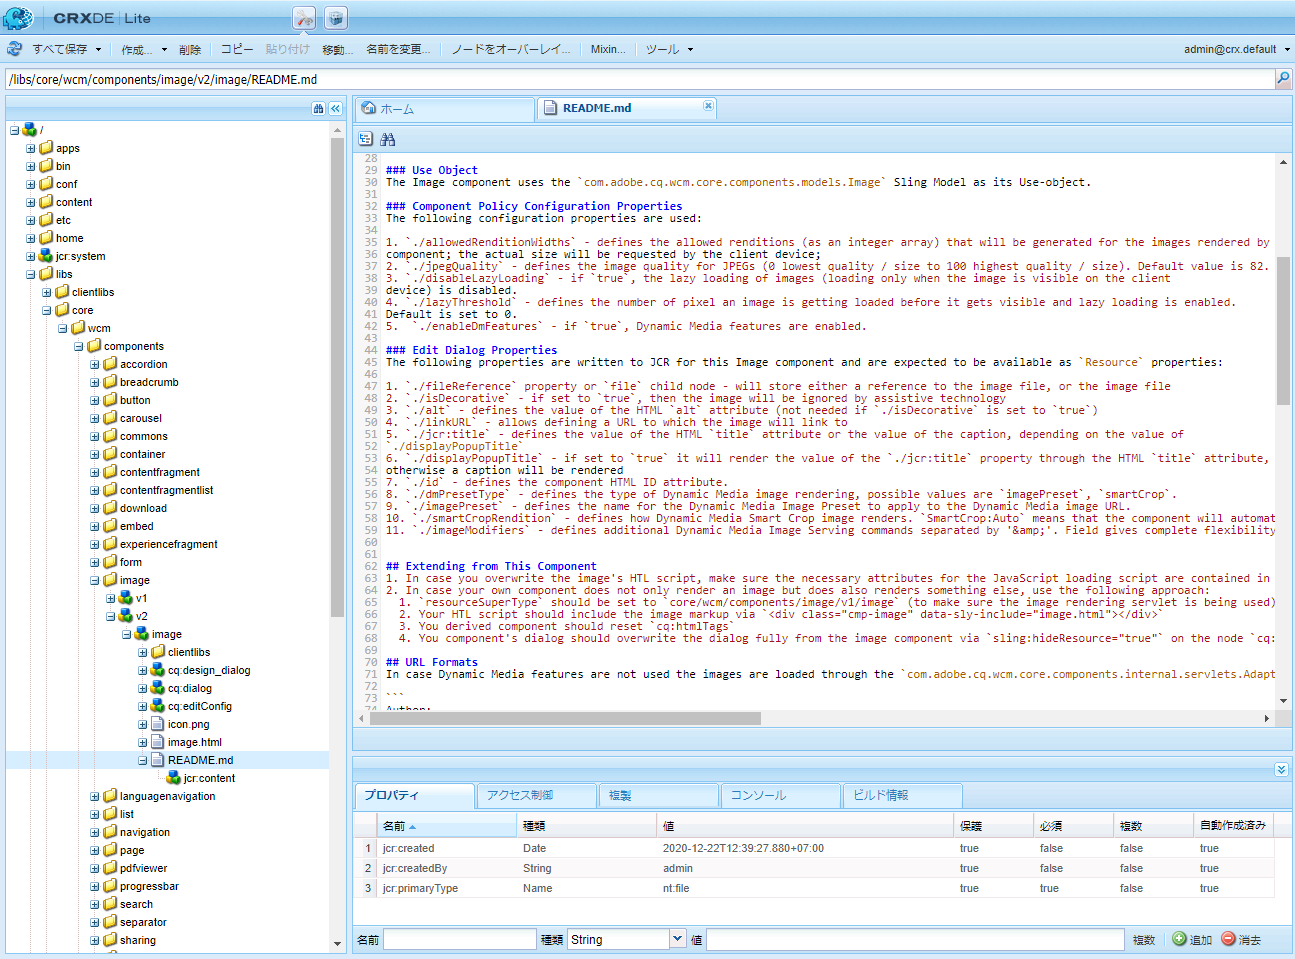 CRXDE | Lite
すべて保存 作成... 削除 コピー 貼り付け 移動... 名前を変更... ノードをオーバーレイ... Mixin... ツール admin@crx.default
/libs/core/wcm/components/image/v2/image/README.md
ホーム README.md
/
apps
bin
conf
content
etc
home
jcr:system
libs
clientlibs
core
wcm
components
accordion
breadcrumb
button
carousel
commons
container
contentfragment
contentfragmentlist
download
embed
experiencefragment
form
image
v1
v2
image
clientlibs
cq:design_dialog
cq:dialog
cq:editConfig
icon.png
image.html
README.md
jcr:content
languagenavigation
list
navigation
page
pdfviewer
progressbar
search
separator
sharing
28
29 ### Use Object
30 The Image component uses the `com.adobe.cq.wcm.core.components.models.Image` Sling Model as its Use-object.
31
32 ### Component Policy Configuration Properties
33 The following configuration properties are used:
34
35 1. `./allowedRenditionWidths` - defines the allowed renditions (as an integer array) that will be generated for the images rendered by
36 component; the actual size will be requested by the client device;
37 2. `./jpegQuality` - defines the image quality for JPEGs (0 lowest quality / size to 100 highest quality / size). Default value is 82.
38 3. `./disableLazyLoading` - if `true`, the lazy loading of images (loading only when the image is visible on the client
39 device) is disabled.
40 4. `./lazyThreshold` - defines the number of pixel an image is getting loaded before it gets visible and lazy loading is enabled.
41 Default is set to 0.
42 5.  `./enableDmFeatures` - if `true`, Dynamic Media features are enabled.
43
44 ### Edit Dialog Properties
45 The following properties are written to JCR for this Image component and are expected to be available as `Resource` properties:
46
47 1. `./fileReference` property or `file` child node - will store either a reference to the image file, or the image file
48 2. `./isDecorative` - if set to `true`, then the image will be ignored by assistive technology
49 3. `./alt` - defines the value of the HTML `alt` attribute (not needed if `./isDecorative` is set to `true`)
50 4. `./linkURL` - allows defining a URL to which the image will link to
51 5. `./jcr:title` - defines the value of the HTML `title` attribute or the value of the caption, depending on the value of
52 `./displayPopupTitle`
53 6. `./displayPopupTitle` - if set to `true` it will render the value of the `./jcr:title` property through the HTML `title` attribute,
54 otherwise a caption will be rendered
55 7. `./id` - defines the component HTML ID attribute.
56 8. `./dmPresetType` - defines the type of Dynamic Media image rendering, possible values are `imagePreset`, `smartCrop`.
57 9. `./imagePreset` - defines the name for the Dynamic Media Image Preset to apply to the Dynamic Media image URL.
58 10. `./smartCropRendition` - defines how Dynamic Media Smart Crop image renders. `SmartCrop:Auto` means that the component will automat
59 11. `./imageModifiers` - defines additional Dynamic Media Image Serving commands separated by '&amp;'. Field gives complete flexibility
60
61
62 ## Extending from This Component
63 1. In case you overwrite the image's HTL script, make sure the necessary attributes for the JavaScript loading script are contained in
64 2. In case your own component does not only render an image but does also renders something else, use the following approach:
65 1. `resourceSuperType` should be set to `core/wcm/components/image/v1/image` (to make sure the image rendering servlet is being used)
66 2. Your HTL script should include the image markup via `<div class="cmp-image" data-sly-include="image.html"></div>`
67 3. You derived component should reset `cq:htmlTags`
68 4. You component's dialog should overwrite the dialog fully from the image component via `sling:hideResource="true"` on the node `cq:
69
70 ## URL Formats
71 In case Dynamic Media features are not used the images are loaded through the `com.adobe.cq.wcm.core.components.internal.servlets.Adapt
72
73 ```
74 Author:
プロパティ アクセス制御 複製 コンソール ビルド情報
名前 種類 値 保護 必須 複数 自動作成済み
1 jcr:created Date 2020-12-22T12:39:27.880+07:00 true false false true
2 jcr:createdBy String admin true false false true
3 jcr:primaryType Name nt:file true true false true
名前 種類 String 値 複数 追加 消去